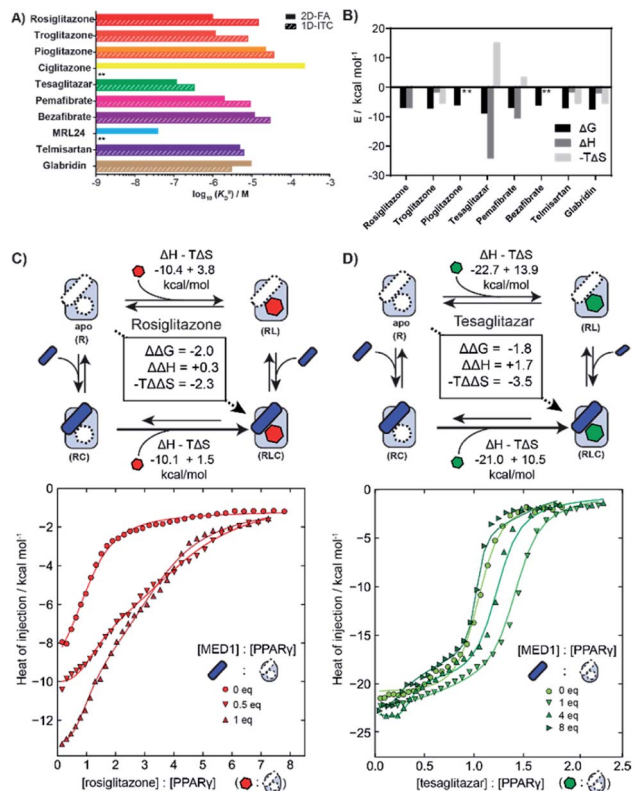 A)
Rosiglitazone
Troglitazone
Pioglitazone
Ciglitazone
Tesaglitazar
Pemafibrate
Bezafibrate
MRL24
Telmisartan
Glabridin
2D-FA
1D-ITC
**
**
10⁻⁹ 10⁻⁸ 10⁻⁷ 10⁻⁶ 10⁻⁵ 10⁻⁴ 10⁻³
B)
E / kcal mol⁻¹
20
10
0
-10
-20
-30
** **
ΔG
ΔH
-TΔS
Rosiglitazone Troglitazone Pioglitazone Tesaglitazar Pemafibrate Bezafibrate Telmisartan Glabridin
C)
ΔH - TΔS
-10.4 + 3.8
kcal/mol
apo
(R)
Rosiglitazone
(RL)
ΔΔG = -2.0
ΔΔH = +0.3
-TΔΔS = -2.3
(RC)
ΔH - TΔS
-10.1 + 1.5
kcal/mol
(RLC)
Heat of injection / kcal mol⁻¹
-2
-4
-6
-8
-10
-12
[MED1] : [PPARγ]
:
0 eq
0.5 eq
1 eq
0 1 2 3 4 5 6 7 8
[rosiglitazone] : [PPARγ] ( : )
D)
ΔH - TΔS
-22.7 + 13.9
kcal/mol
apo
(R)
Tesaglitazar
(RL)
ΔΔG = -1.8
ΔΔH = +1.7
-TΔΔS = -3.5
(RC)
ΔH - TΔS
-21.0 + 10.5
kcal/mol
(RLC)
Heat of injection / kcal mol⁻¹
0
-5
-10
-15
-20
-25
[MED1] : [PPARγ]
:
0 eq
1 eq
4 eq
8 eq
0.0 0.5 1.0 1.5 2.0 2.5
[tesaglitazar] : [PPARγ] ( : )